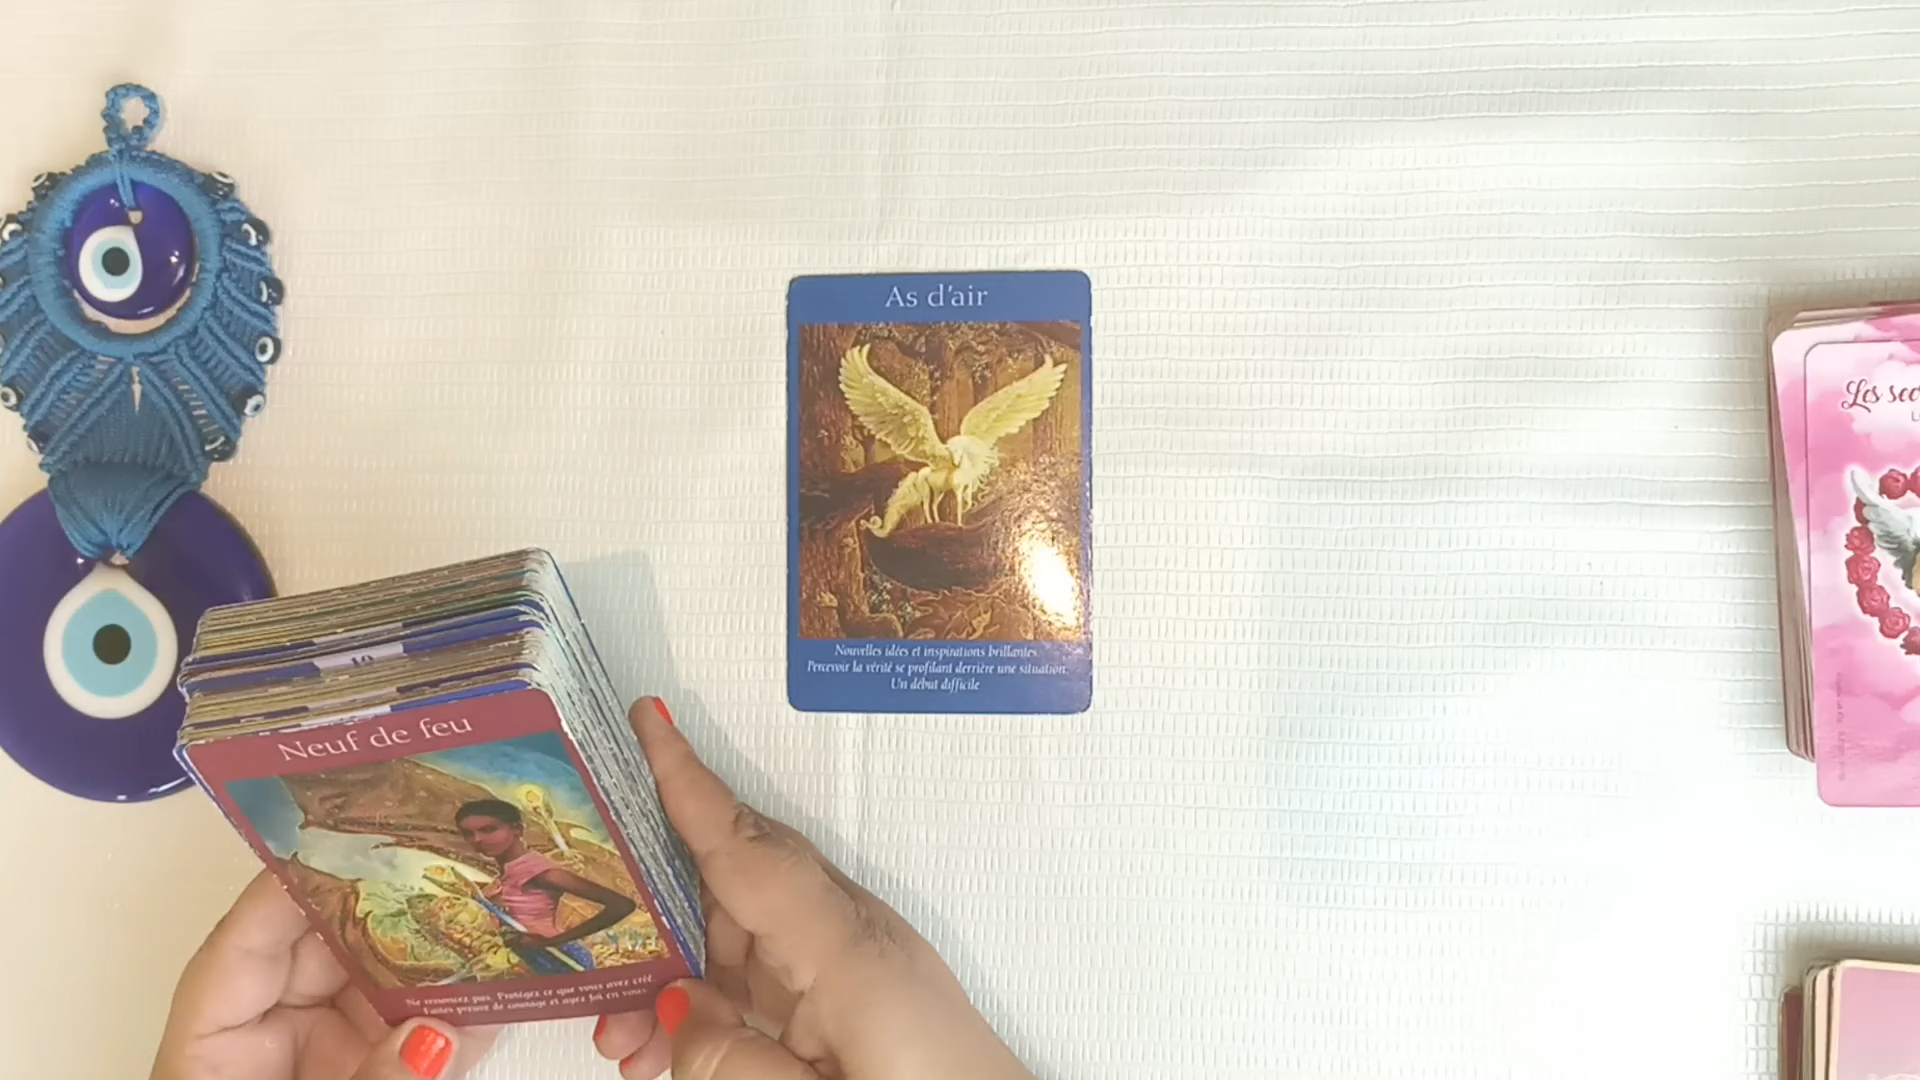 As d'air
Nouvelles idées et inspirations brillantes
Percevoir la vérité se profilant derrière une situation.
Un début difficile
10
Neuf de feu
Ne renoncez pas. Protégez ce que vous avez créé.
Faites preuve de courage et ayez foi en vous.
Les